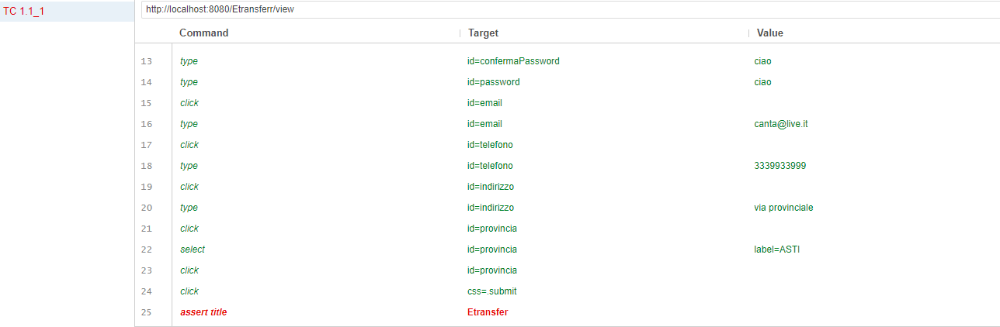 TC 1.1_1
http://localhost:8080/Etransferr/view
Command Target Value
13 type id=confermaPassword ciao
14 type id=password ciao
15 click id=email
16 type id=email canta@live.it
17 click id=telefono
18 type id=telefono 3339933999
19 click id=indirizzo
20 type id=indirizzo via provinciale
21 click id=provincia
22 select id=provincia label=ASTI
23 click id=provincia
24 click css=.submit
25 assert title Etransfer